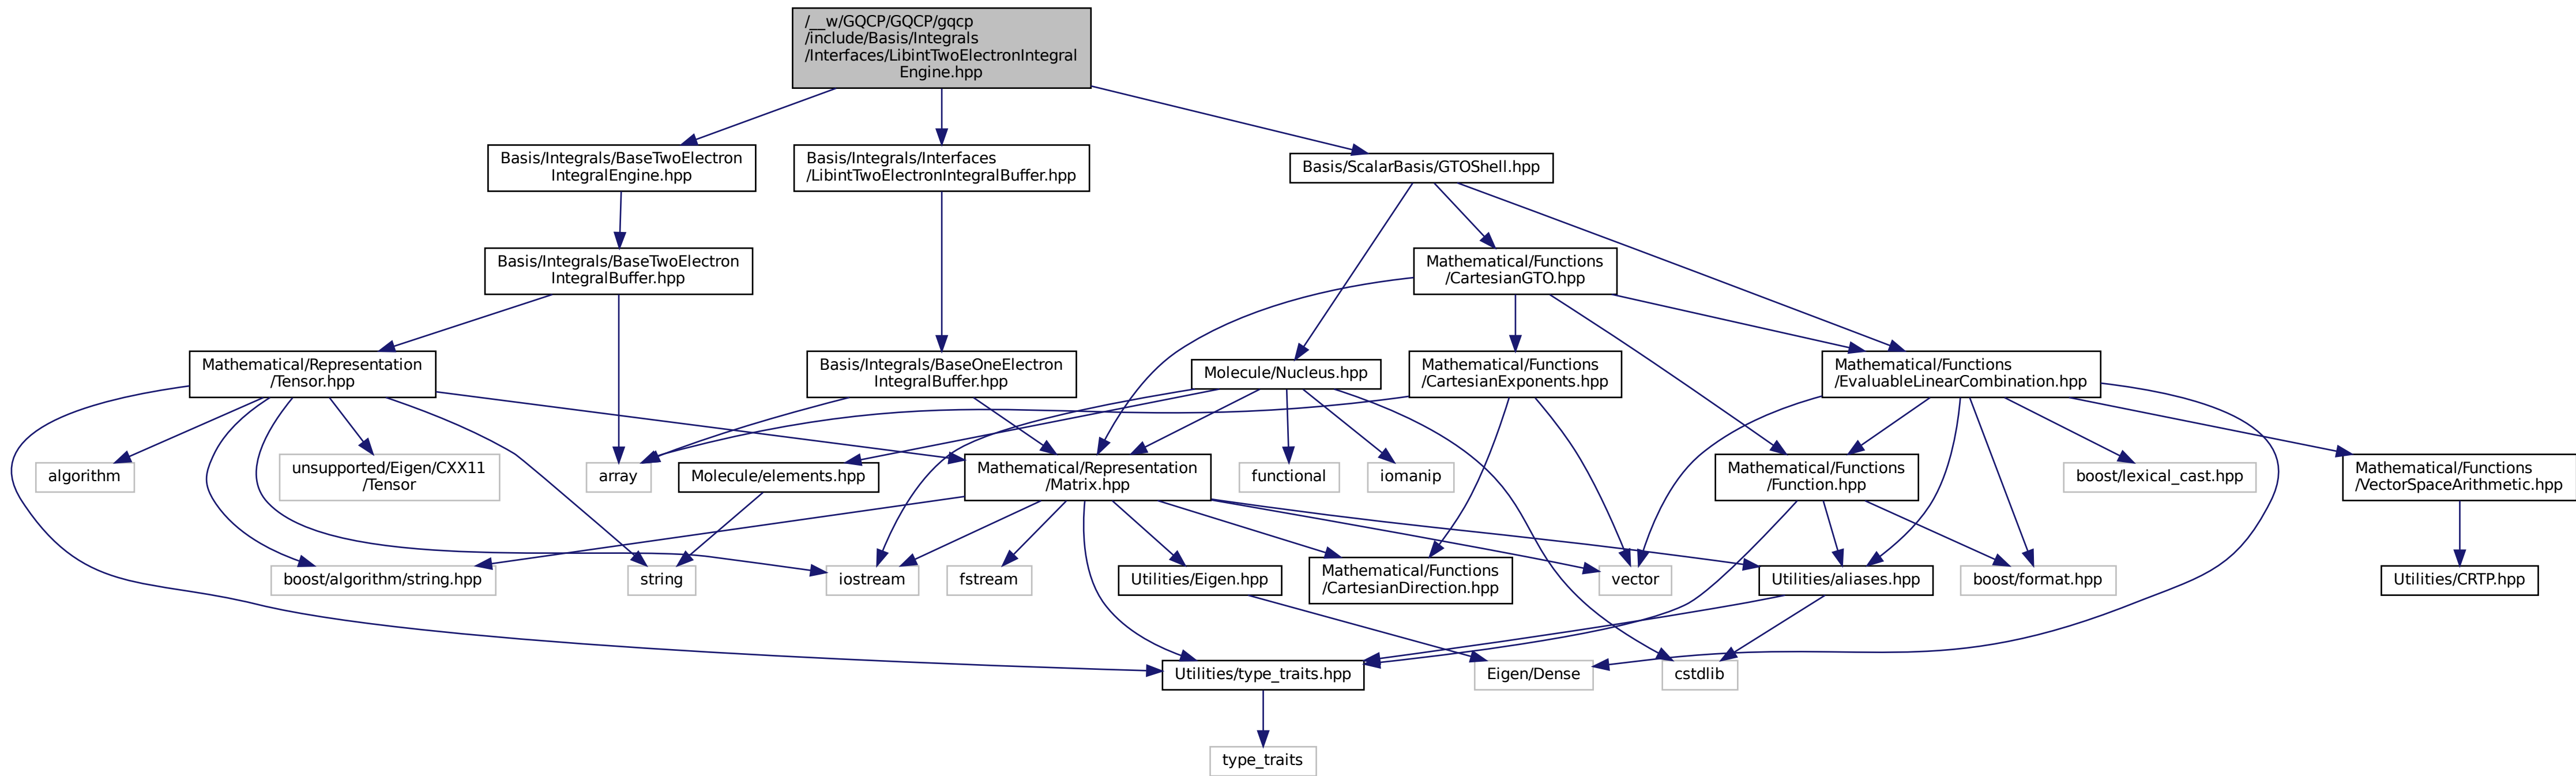 /__w/GQCP/GQCP/gqcp
/include/Basis/Integrals
/Interfaces/LibintTwoElectronIntegral
Engine.hpp
Basis/Integrals/BaseTwoElectron
IntegralEngine.hpp
Basis/Integrals/Interfaces
/LibintTwoElectronIntegralBuffer.hpp
Basis/ScalarBasis/GTOShell.hpp
Basis/Integrals/BaseTwoElectron
IntegralBuffer.hpp
Mathematical/Functions
/CartesianGTO.hpp
Mathematical/Representation
/Tensor.hpp
Basis/Integrals/BaseOneElectron
IntegralBuffer.hpp
Molecule/Nucleus.hpp
Mathematical/Functions
/CartesianExponents.hpp
Mathematical/Functions
/EvaluableLinearCombination.hpp
algorithm
unsupported/Eigen/CXX11
/Tensor
array
Molecule/elements.hpp
Mathematical/Representation
/Matrix.hpp
functional
iomanip
Mathematical/Functions
/Function.hpp
boost/lexical_cast.hpp
Mathematical/Functions
/VectorSpaceArithmetic.hpp
boost/algorithm/string.hpp
string
iostream
fstream
Utilities/Eigen.hpp
Mathematical/Functions
/CartesianDirection.hpp
vector
Utilities/aliases.hpp
boost/format.hpp
Utilities/CRTP.hpp
Utilities/type_traits.hpp
Eigen/Dense
cstdlib
type_traits